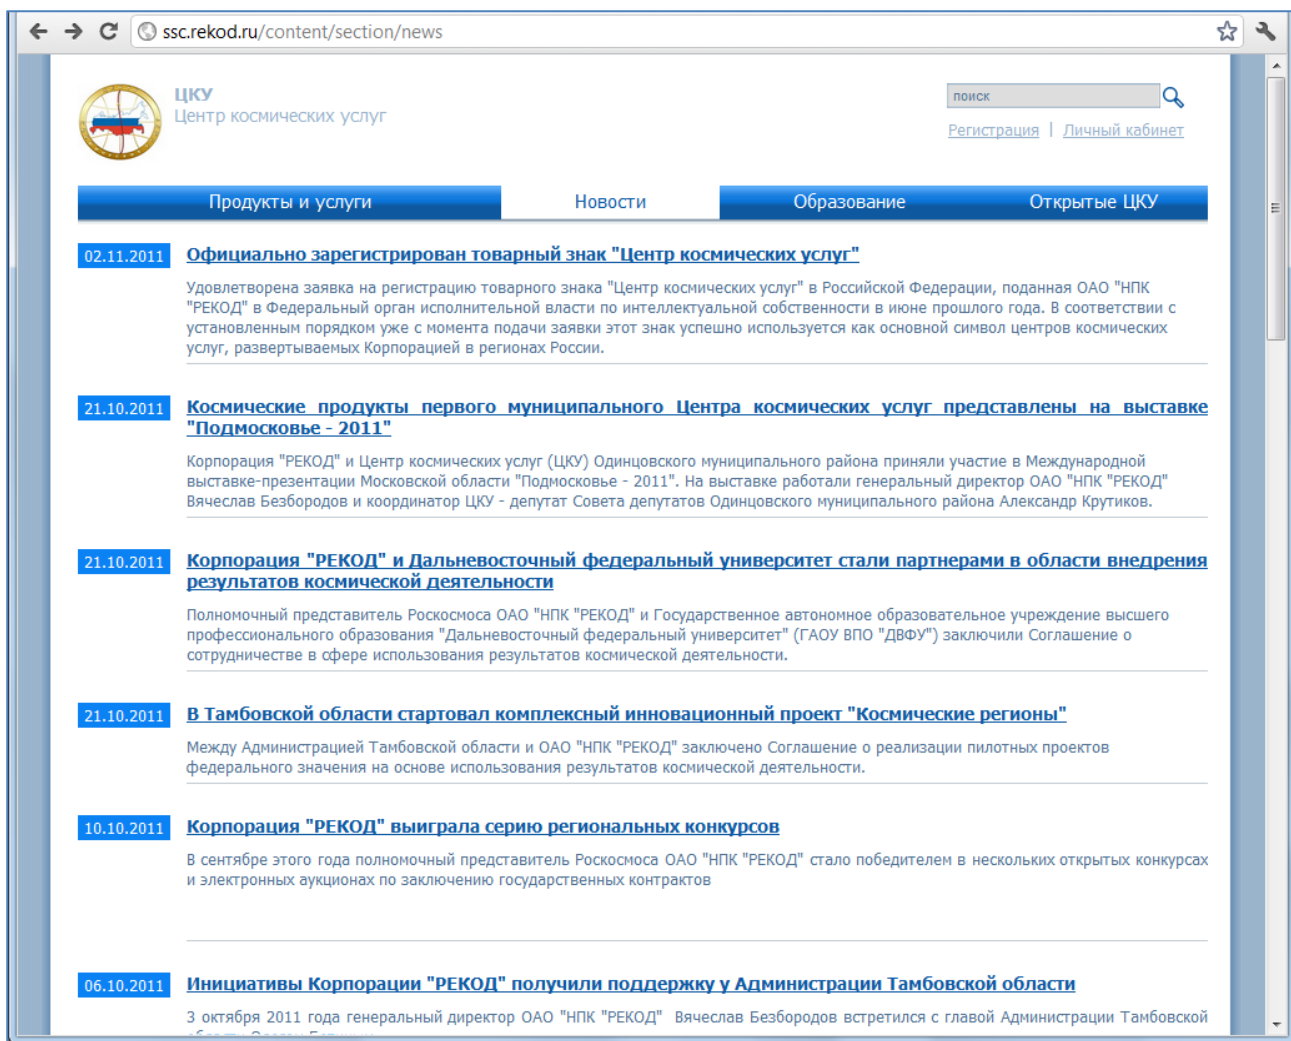 ssc.rekod.ru/content/section/news
ЦКУ
Центр космических услуг
поиск
Регистрация | Личный кабинет
Продукты и услуги Новости Образование Открытые ЦКУ
02.11.2011 Официально зарегистрирован товарный знак "Центр космических услуг"
Удовлетворена заявка на регистрацию товарного знака "Центр космических услуг" в Российской Федерации, поданная ОАО "НПК
"РЕКОД" в Федеральный орган исполнительной власти по интеллектуальной собственности в июне прошлого года. В соответствии с
установленным порядком уже с момента подачи заявки этот знак успешно используется как основной символ центров космических
услуг, развертываемых Корпорацией в регионах России.
21.10.2011 Космические продукты первого муниципального Центра космических услуг представлены на выставке
"Подмосковье - 2011"
Корпорация "РЕКОД" и Центр космических услуг (ЦКУ) Одинцовского муниципального района приняли участие в Международной
выставке-презентации Московской области "Подмосковье - 2011". На выставке работали генеральный директор ОАО "НПК "РЕКОД"
Вячеслав Безбородов и координатор ЦКУ - депутат Совета депутатов Одинцовского муниципального района Александр Крутиков.
21.10.2011 Корпорация "РЕКОД" и Дальневосточный федеральный университет стали партнерами в области внедрения
результатов космической деятельности
Полномочный представитель Роскосмоса ОАО "НПК "РЕКОД" и Государственное автономное образовательное учреждение высшего
профессионального образования "Дальневосточный федеральный университет" (ГАОУ ВПО "ДВФУ") заключили Соглашение о
сотрудничестве в сфере использования результатов космической деятельности.
21.10.2011 В Тамбовской области стартовал комплексный инновационный проект "Космические регионы"
Между Администрацией Тамбовской области и ОАО "НПК "РЕКОД" заключено Соглашение о реализации пилотных проектов
федерального значения на основе использования результатов космической деятельности.
10.10.2011 Корпорация "РЕКОД" выиграла серию региональных конкурсов
В сентябре этого года полномочный представитель Роскосмоса ОАО "НПК "РЕКОД" стало победителем в нескольких открытых конкурсах
и электронных аукционах по заключению государственных контрактов
06.10.2011 Инициативы Корпорации "РЕКОД" получили поддержку у Администрации Тамбовской области
3 октября 2011 года генеральный директор ОАО "НПК "РЕКОД" Вячеслав Безбородов встретился с главой Администрации Тамбовской